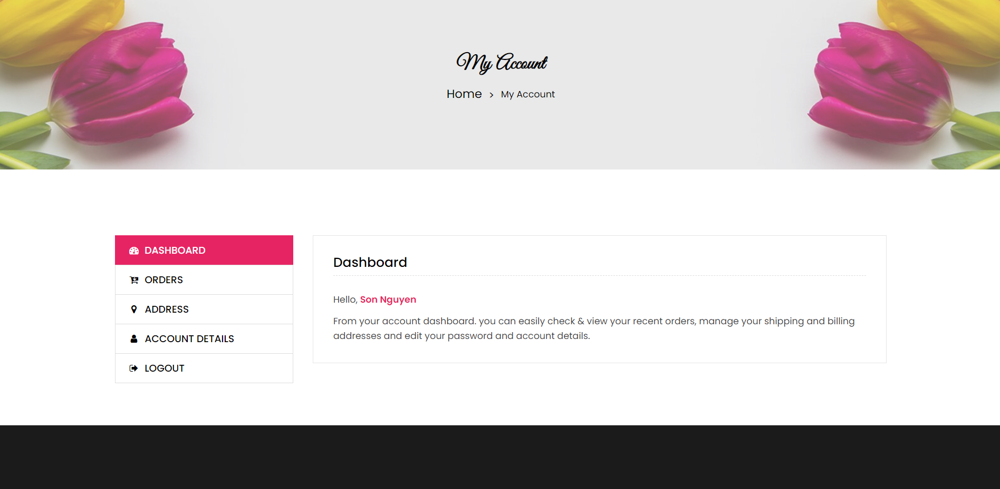 My Account
Home > My Account
DASHBOARD
ORDERS
ADDRESS
ACCOUNT DETAILS
LOGOUT
Dashboard
Hello, Son Nguyen
From your account dashboard. you can easily check & view your recent orders, manage your shipping and billing
addresses and edit your password and account details.